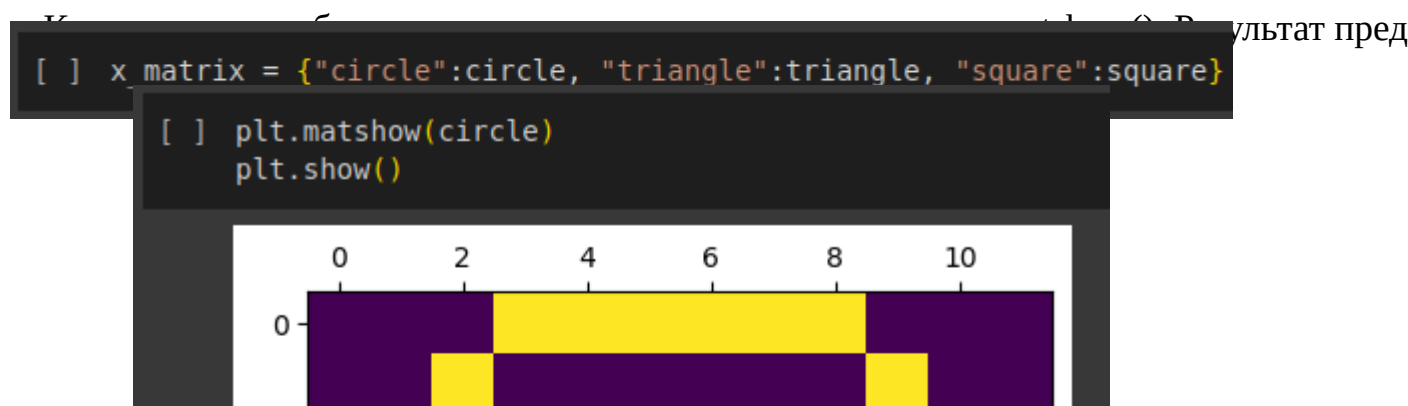 ультат пред
[ ] x_matrix = {"circle":circle, "triangle":triangle, "square":square}
[ ] plt.matshow(circle)
plt.show()
0 2 4 6 8 10
0